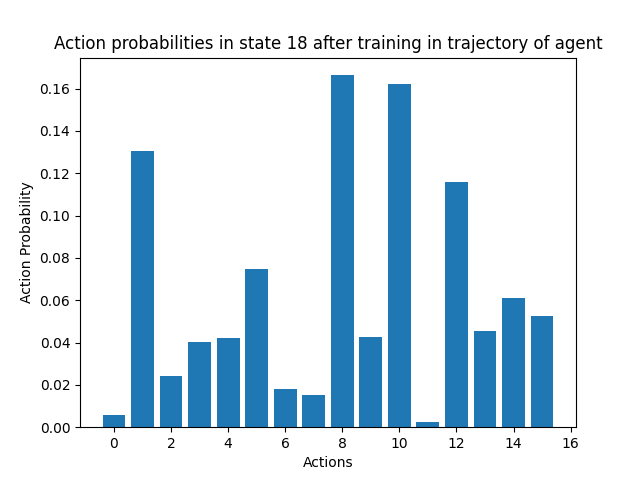 Action probabilities in state 18 after training in trajectory of agent
0.16
0.14
0.12
0.10
0.08
0.06
0.04
0.02
0.00
Action Probability
0 2 4 6 8 10 12 14 16
Actions